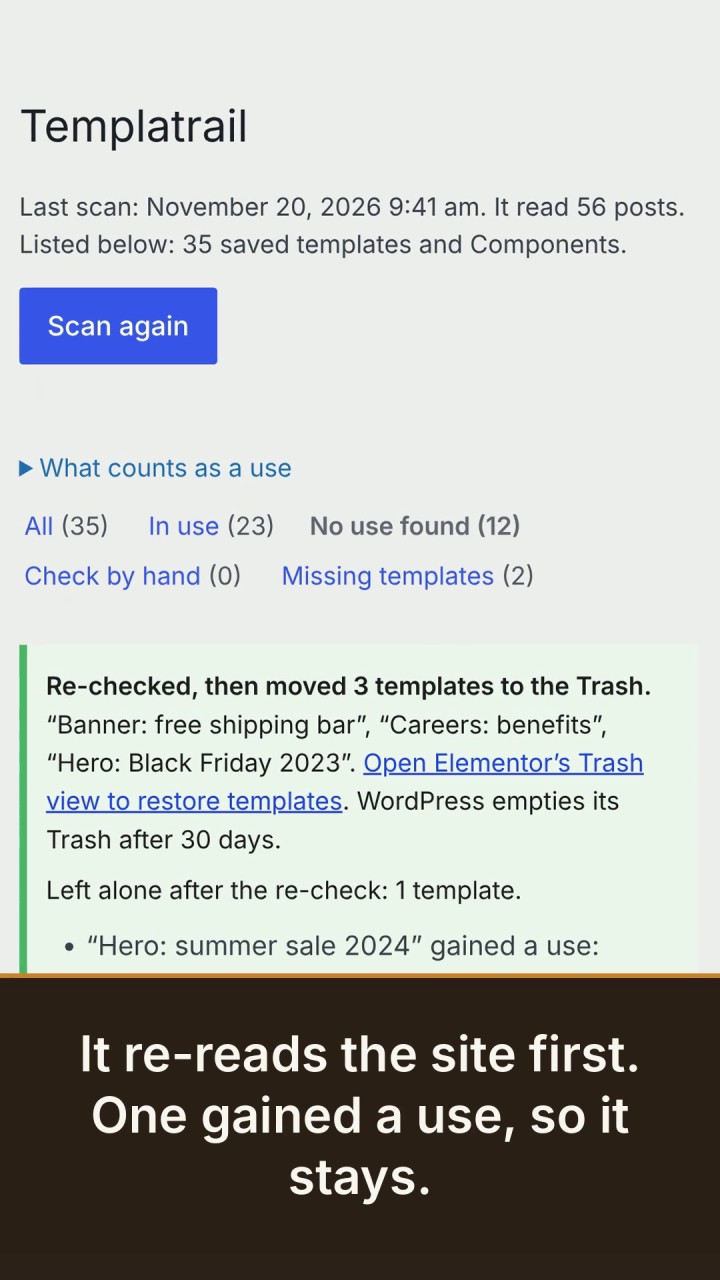 Templatrail
Last scan: November 20, 2026 9:41 am. It read 56 posts.
Listed below: 35 saved templates and Components.
Scan again
▶ What counts as a use
All (35) In use (23) No use found (12)
Check by hand (0) Missing templates (2)
Re-checked, then moved 3 templates to the Trash.
“Banner: free shipping bar”, “Careers: benefits”,
“Hero: Black Friday 2023”. Open Elementor’s Trash
view to restore templates. WordPress empties its
Trash after 30 days.
Left alone after the re-check: 1 template.
• “Hero: summer sale 2024” gained a use:
It re-reads the site first.
One gained a use, so it
stays.